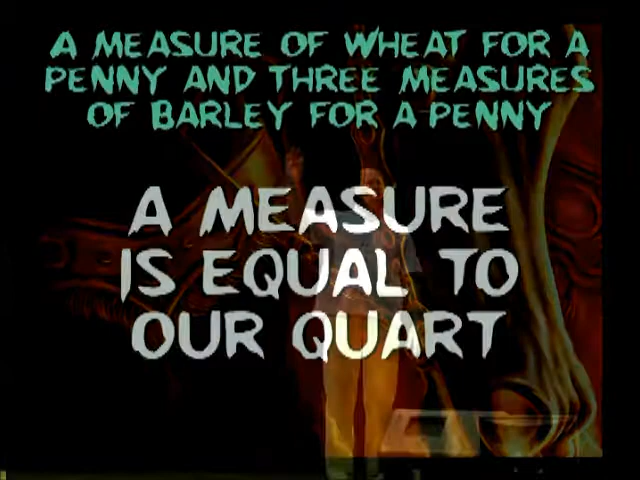 A MEASURE OF WHEAT FOR A
PENNY AND THREE MEASURES
OF BARLEY FOR A PENNY
A MEASURE
IS EQUAL TO
OUR QUART